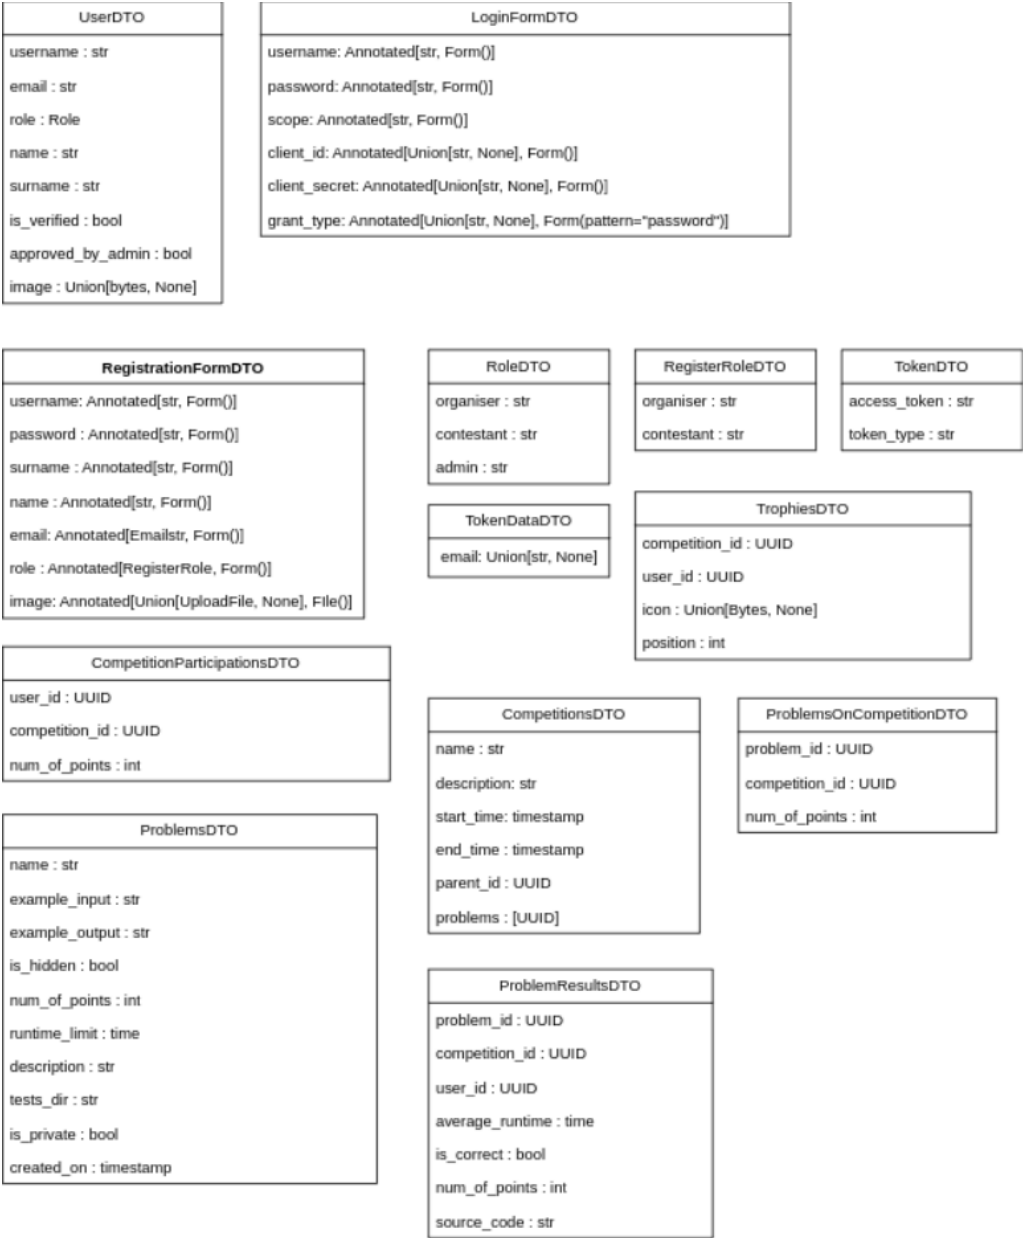 UserDTO
username : str
email : str
role : Role
name : str
surname : str
is_verified : bool
approved_by_admin : bool
image : Union[bytes, None]
LoginFormDTO
username: Annotated[str, Form()]
password: Annotated[str, Form()]
scope: Annotated[str, Form()]
client_id: Annotated[Union[str, None], Form()]
client_secret: Annotated[Union[str, None], Form()]
grant_type: Annotated[Union[str, None], Form(pattern="password")]
RegistrationFormDTO
username: Annotated[str, Form()]
password : Annotated[str, Form()]
surname : Annotated[str, Form()]
name : Annotated[str, Form()]
email: Annotated[Emailstr, Form()]
role : Annotated[RegisterRole, Form()]
image: Annotated[Union[UploadFile, None], FIle()]
RoleDTO
organiser : str
contestant : str
admin : str
RegisterRoleDTO
organiser : str
contestant : str
TokenDTO
access_token : str
token_type : str
TokenDataDTO
email: Union[str, None]
TrophiesDTO
competition_id : UUID
user_id : UUID
icon : Union[Bytes, None]
position : int
CompetitionParticipationsDTO
user_id : UUID
competition_id : UUID
num_of_points : int
CompetitionsDTO
name : str
description: str
start_time: timestamp
end_time : timestamp
parent_id : UUID
problems : [UUID]
ProblemsOnCompetitionDTO
problem_id : UUID
competition_id : UUID
num_of_points : int
ProblemsDTO
name : str
example_input : str
example_output : str
is_hidden : bool
num_of_points : int
runtime_limit : time
description : str
tests_dir : str
is_private : bool
created_on : timestamp
ProblemResultsDTO
problem_id : UUID
competition_id : UUID
user_id : UUID
average_runtime : time
is_correct : bool
num_of_points : int
source_code : str